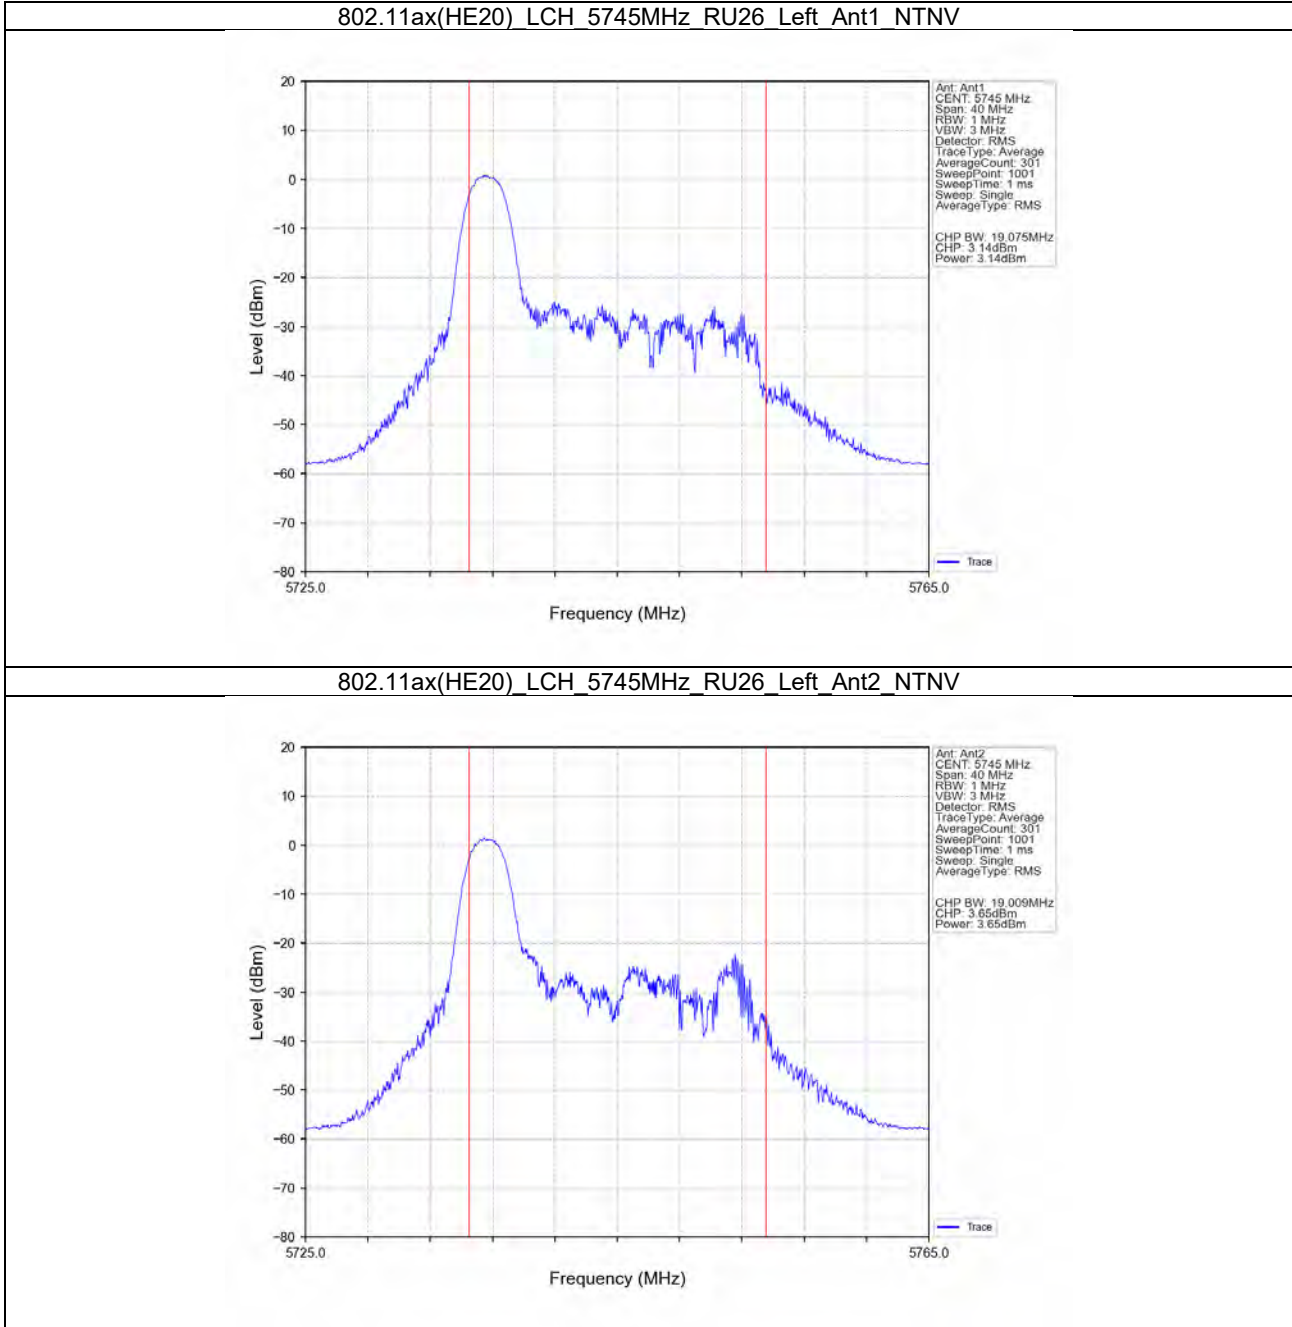 802.11ax(HE20)_LCH_5745MHz_RU26_Left_Ant1_NTNV
20
10
0
−10
−20
−30
−40
−50
−60
−70
−80
Level (dBm)
5725.0
5765.0
Frequency (MHz)
Ant: Ant1
CENT: 5745 MHz
Span: 40 MHz
RBW: 1 MHz
VBW: 3 MHz
Detector: RMS
TraceType: Average
AverageCount: 301
SweepPoint: 1001
SweepTime: 1 ms
Sweep: Single
AverageType: RMS
CHP BW: 19.075MHz
CHP: 3.14dBm
Power: 3.14dBm
Trace
802.11ax(HE20)_LCH_5745MHz_RU26_Left_Ant2_NTNV
20
10
0
−10
−20
−30
−40
−50
−60
−70
−80
Level (dBm)
5725.0
5765.0
Frequency (MHz)
Ant: Ant2
CENT: 5745 MHz
Span: 40 MHz
RBW: 1 MHz
VBW: 3 MHz
Detector: RMS
TraceType: Average
AverageCount: 301
SweepPoint: 1001
SweepTime: 1 ms
Sweep: Single
AverageType: RMS
CHP BW: 19.009MHz
CHP: 3.65dBm
Power: 3.65dBm
Trace